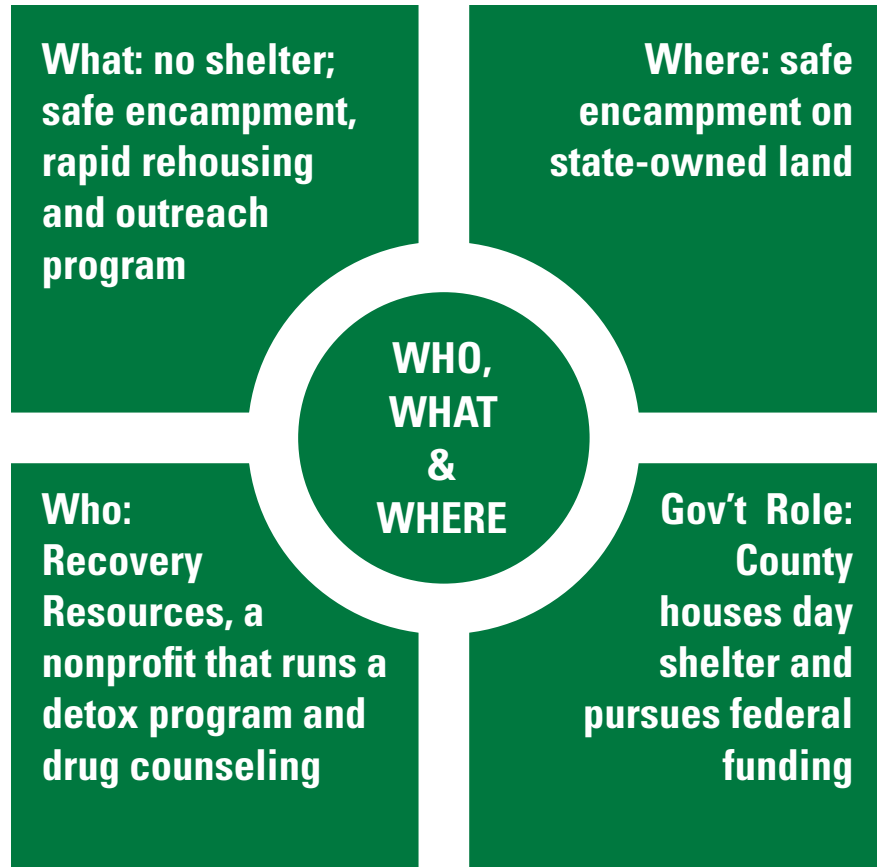 What: no shelter;
safe encampment,
rapid rehousing
and outreach
program
Where: safe
encampment on
state-owned land
WHO,
WHAT
&
WHERE
Who:
Recovery
Resources, a
nonprofit that runs a
detox program and
drug counseling
Gov't Role:
County
houses day
shelter and
pursues federal
funding